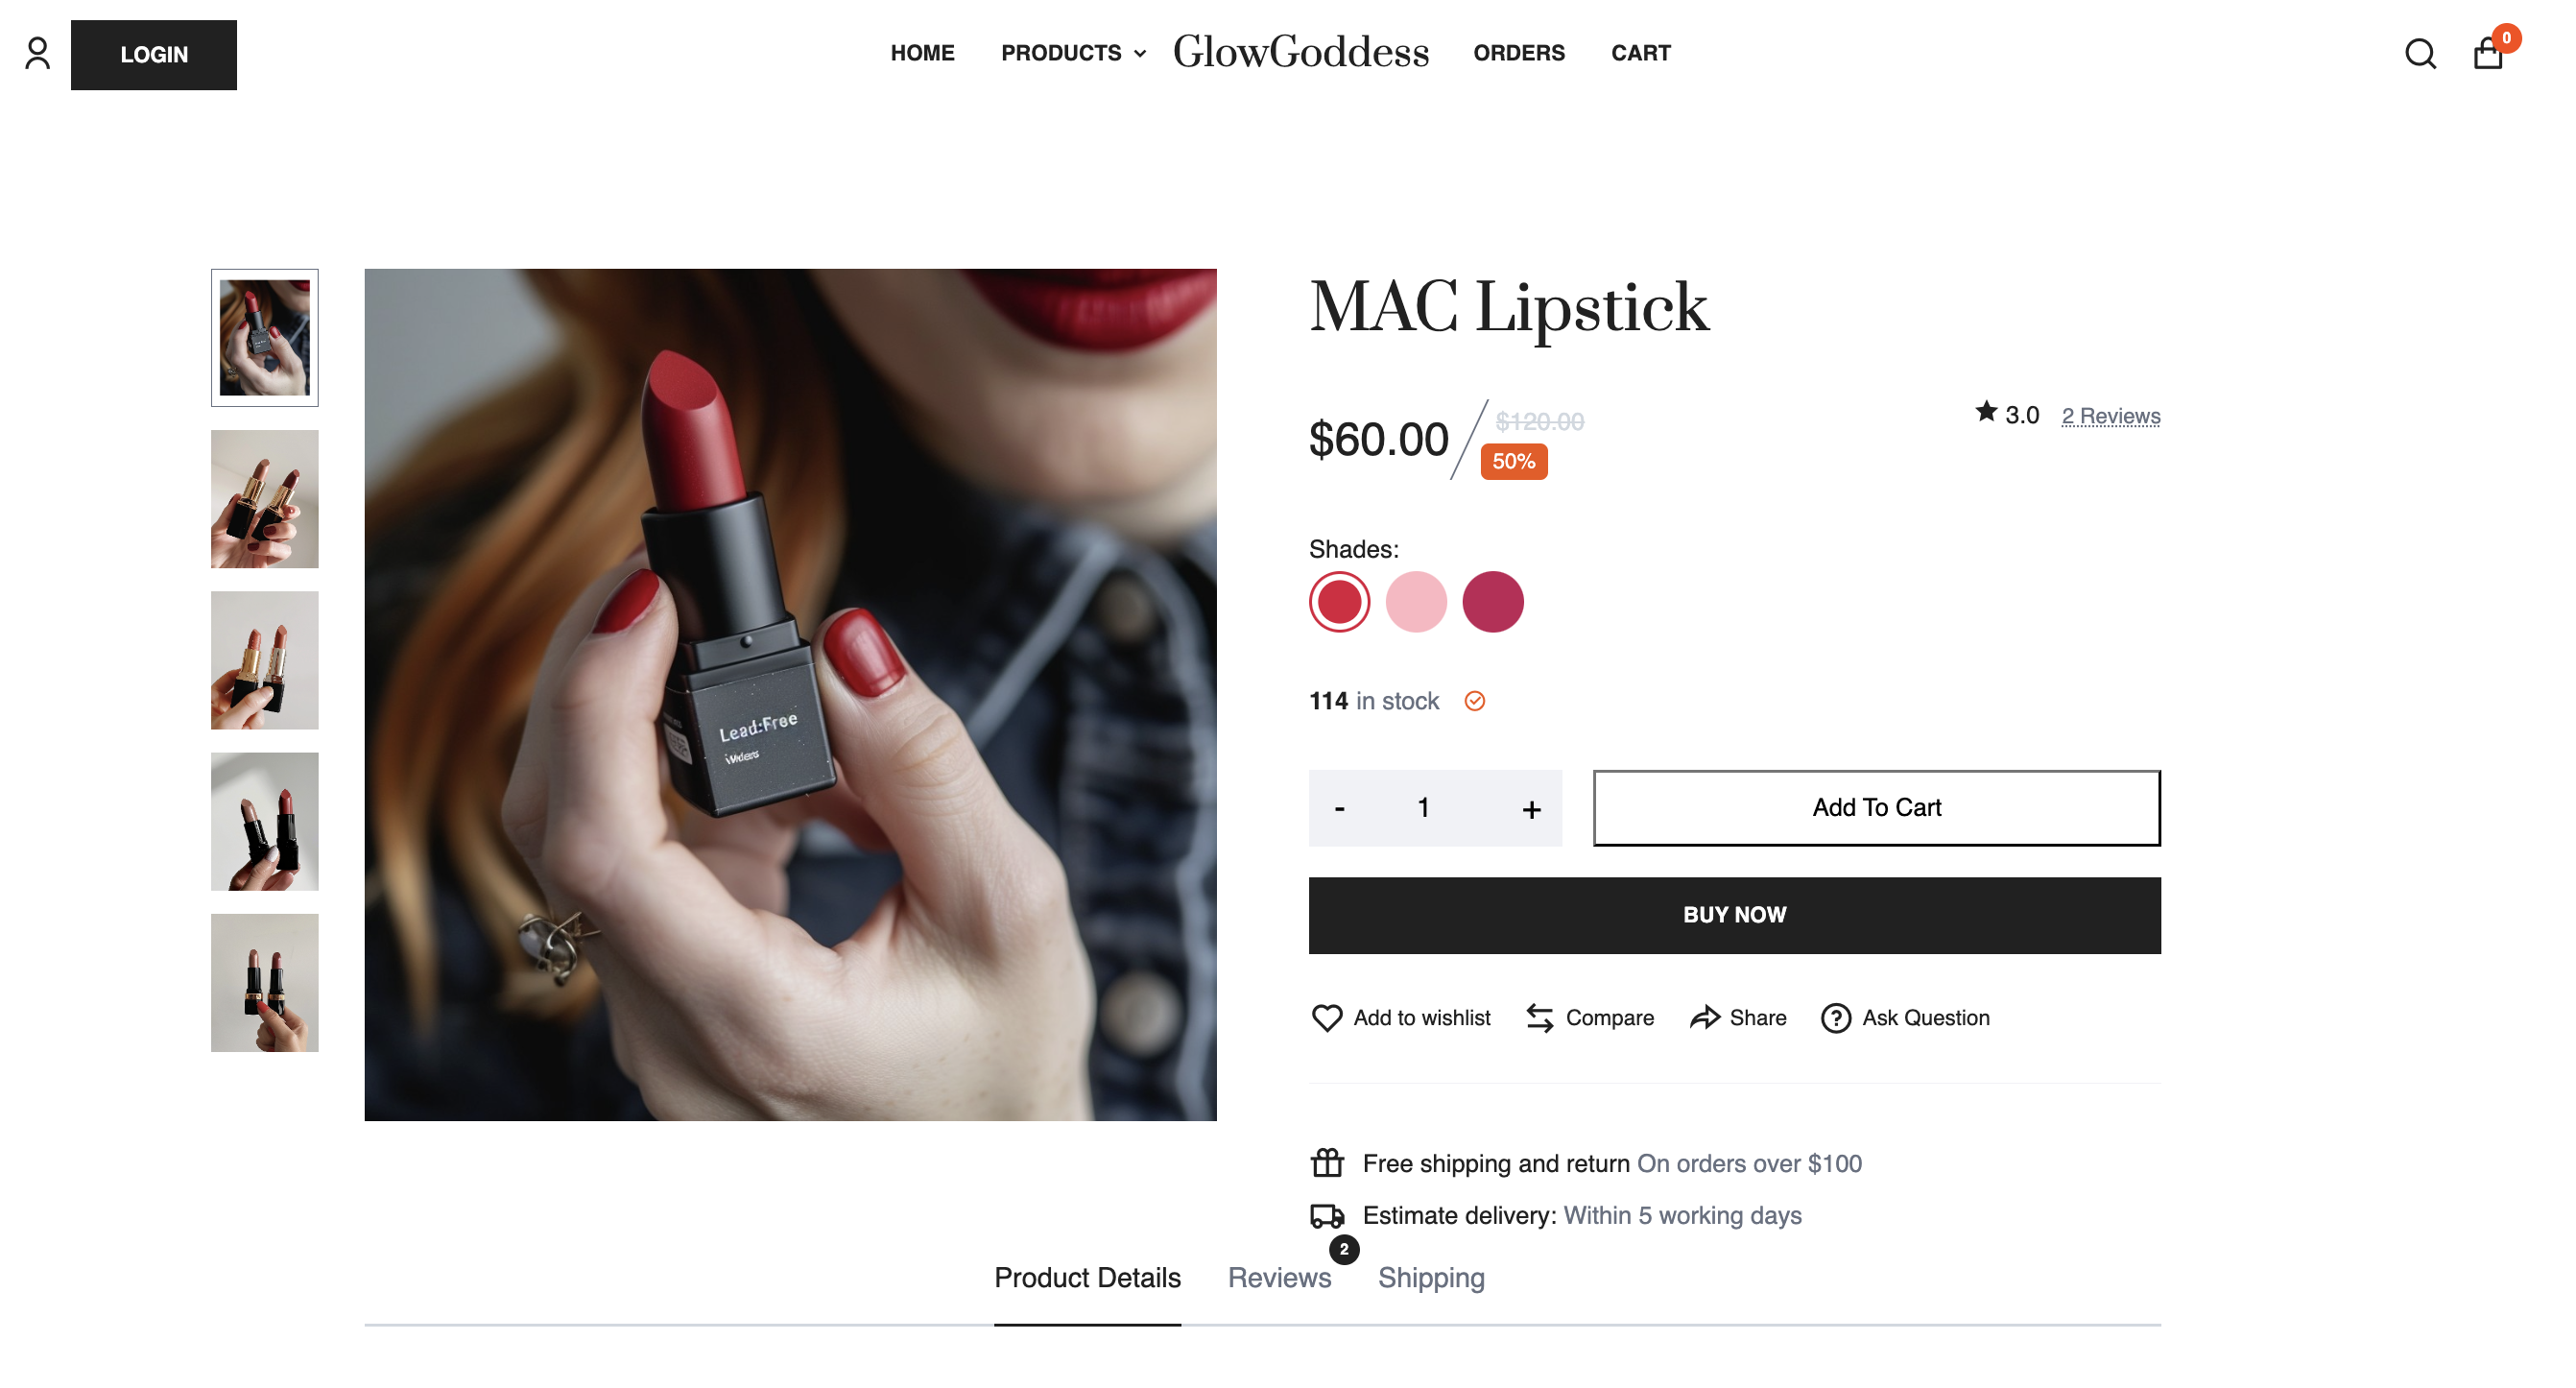 LOGIN
HOME
PRODUCTS
GlowGoddess
ORDERS
CART
0
MAC Lipstick
$60.00
$120.00
50%
3.0
2 Reviews
Shades:
114 in stock
Lead:Free
- 1 +
Add To Cart
BUY NOW
Add to wishlist
Compare
Share
Ask Question
Free shipping and return On orders over $100
Estimate delivery: Within 5 working days
Product Details
Reviews
2
Shipping